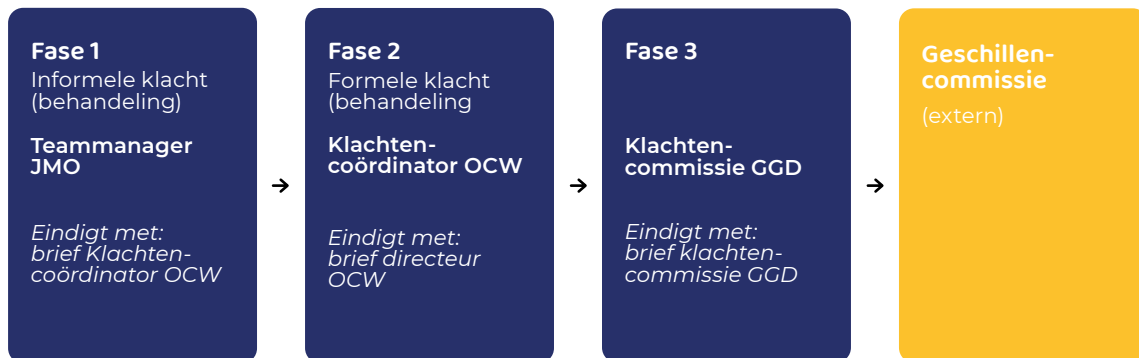 Fase 1
Informele klacht
(behandeling)
Teammanager
JMO
Eindigt met:
brief Klachten-
coördinator OCW
Fase 2
Formele klacht
(behandeling
Klachten-
coördinator OCW
Eindigt met:
brief directeur
OCW
Fase 3
Klachten-
commissie GGD
Eindigt met:
brief klachten-
commissie GGD
Geschillen-
commissie
(extern)